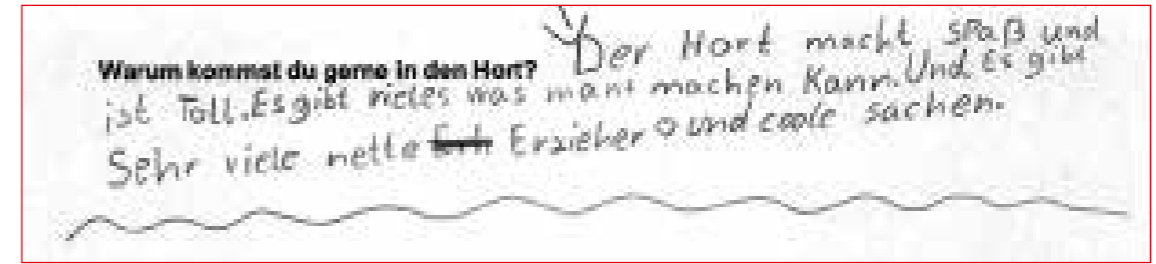 Warum kommst du gerne in den Hort? Der Hort macht spaß und
ist Toll. Es gibt vieles was mant machen Kann. Und Es gibt
Sehr viele nette Erzieher und coole sachen.